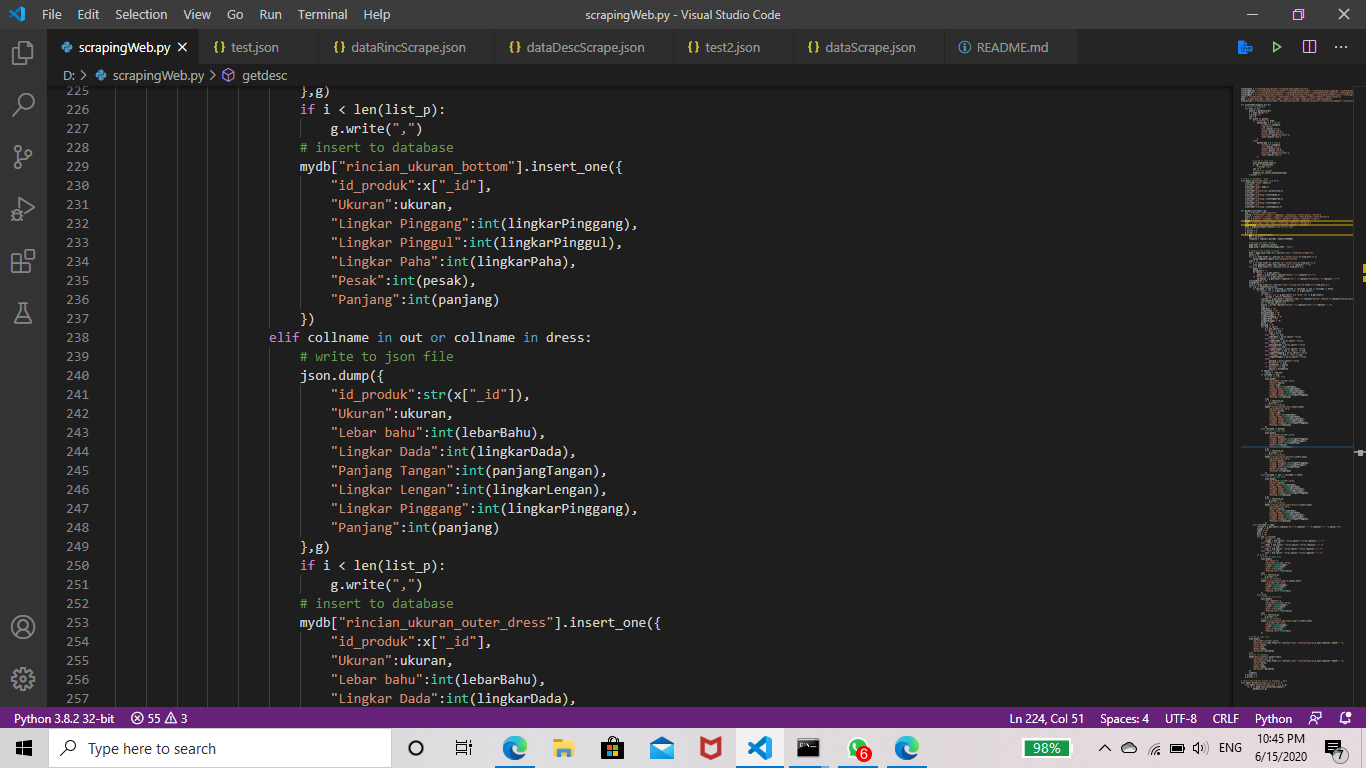 File Edit Selection View Go Run Terminal Help scrapingWeb.py - Visual Studio Code
scrapingWeb.py test.json dataRincScrape.json dataDescScrape.json test2.json dataScrape.json README.md
D: > scrapingWeb.py > getdesc
225 },g)
226 if i < len(list_p):
227 g.write(",")
228 # insert to database
229 mydb["rincian_ukuran_bottom"].insert_one({
230 "id_produk":x["_id"],
231 "Ukuran":ukuran,
232 "Lingkar Pinggang":int(lingkarPinggang),
233 "Lingkar Pinggul":int(lingkarPinggul),
234 "Lingkar Paha":int(lingkarPaha),
235 "Pesak":int(pesak),
236 "Panjang":int(panjang)
237 })
238 elif collname in out or collname in dress:
239 # write to json file
240 json.dump({
241 "id_produk":str(x["_id"]),
242 "Ukuran":ukuran,
243 "Lebar bahu":int(lebarBahu),
244 "Lingkar Dada":int(lingkarDada),
245 "Panjang Tangan":int(panjangTangan),
246 "Lingkar Lengan":int(lingkarLengan),
247 "Lingkar Pinggang":int(lingkarPinggang),
248 "Panjang":int(panjang)
249 },g)
250 if i < len(list_p):
251 g.write(",")
252 # insert to database
253 mydb["rincian_ukuran_outer_dress"].insert_one({
254 "id_produk":x["_id"],
255 "Ukuran":ukuran,
256 "Lebar bahu":int(lebarBahu),
257 "Lingkar Dada":int(lingkarDada),
Python 3.8.2 32-bit 55 3 Ln 224, Col 51 Spaces: 4 UTF-8 CRLF Python
Type here to search 6 98% ENG 10:45 PM 7
6/15/2020